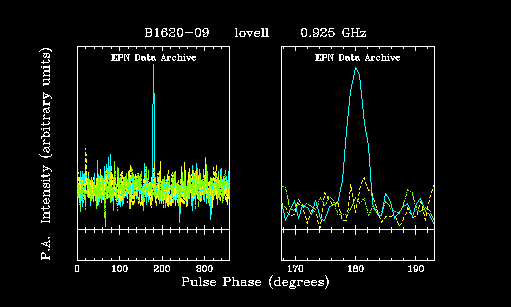 B1620-09 lovell 0.925 GHz
EPN Data Archive EPN Data Archive
P.A. Intensity (arbitrary units)
0 100 200 300 170 180 190
Pulse Phase (degrees)